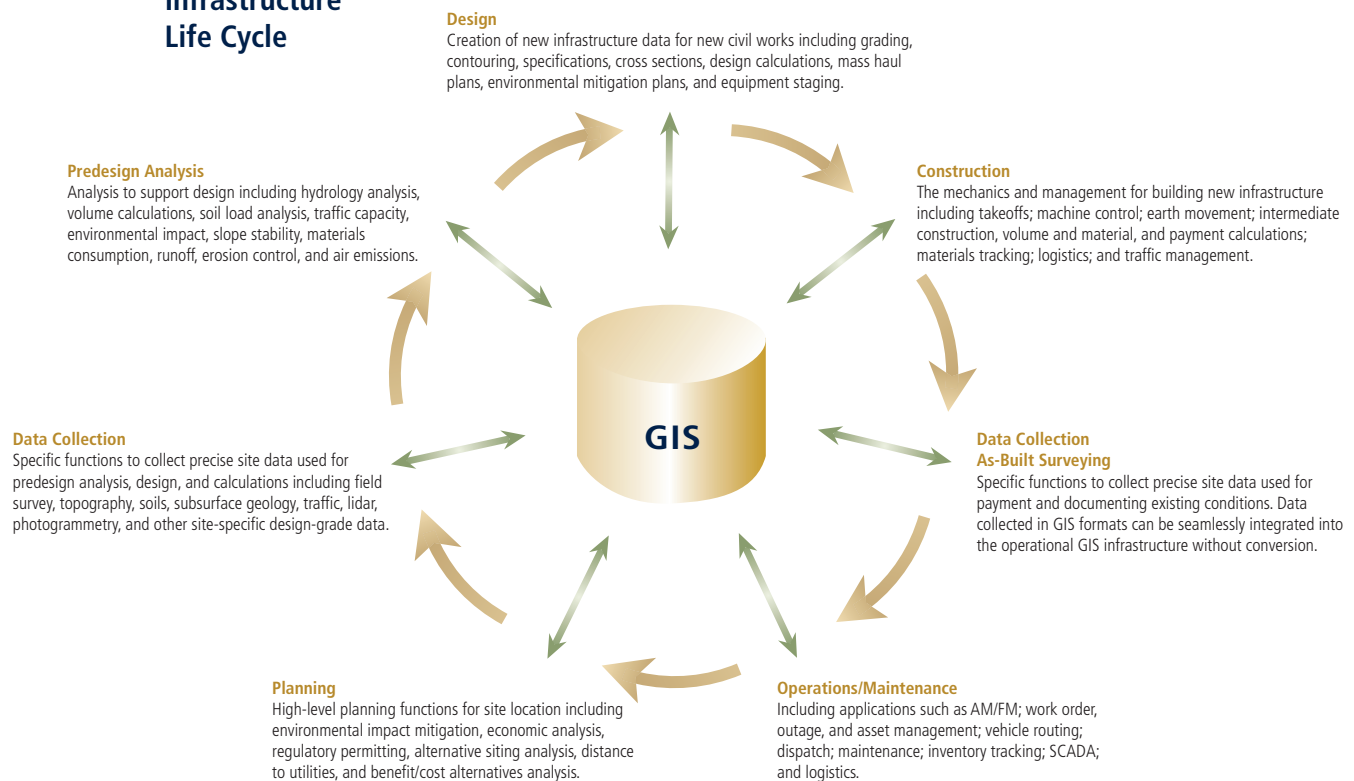 Infrastructure
Life Cycle
Design
Creation of new infrastructure data for new civil works including grading,
contouring, specifications, cross sections, design calculations, mass haul
plans, environmental mitigation plans, and equipment staging.
Predesign Analysis
Analysis to support design including hydrology analysis,
volume calculations, soil load analysis, traffic capacity,
environmental impact, slope stability, materials
consumption, runoff, erosion control, and air emissions.
Construction
The mechanics and management for building new infrastructure
including takeoffs; machine control; earth movement; intermediate
construction, volume and material, and payment calculations;
materials tracking; logistics; and traffic management.
GIS
Data Collection
Specific functions to collect precise site data used for
predesign analysis, design, and calculations including field
survey, topography, soils, subsurface geology, traffic, lidar,
photogrammetry, and other site-specific design-grade data.
Data Collection
As-Built Surveying
Specific functions to collect precise site data used for
payment and documenting existing conditions. Data
collected in GIS formats can be seamlessly integrated into
the operational GIS infrastructure without conversion.
Planning
High-level planning functions for site location including
environmental impact mitigation, economic analysis,
regulatory permitting, alternative siting analysis, distance
to utilities, and benefit/cost alternatives analysis.
Operations/Maintenance
Including applications such as AM/FM; work order,
outage, and asset management; vehicle routing;
dispatch; maintenance; inventory tracking; SCADA;
and logistics.